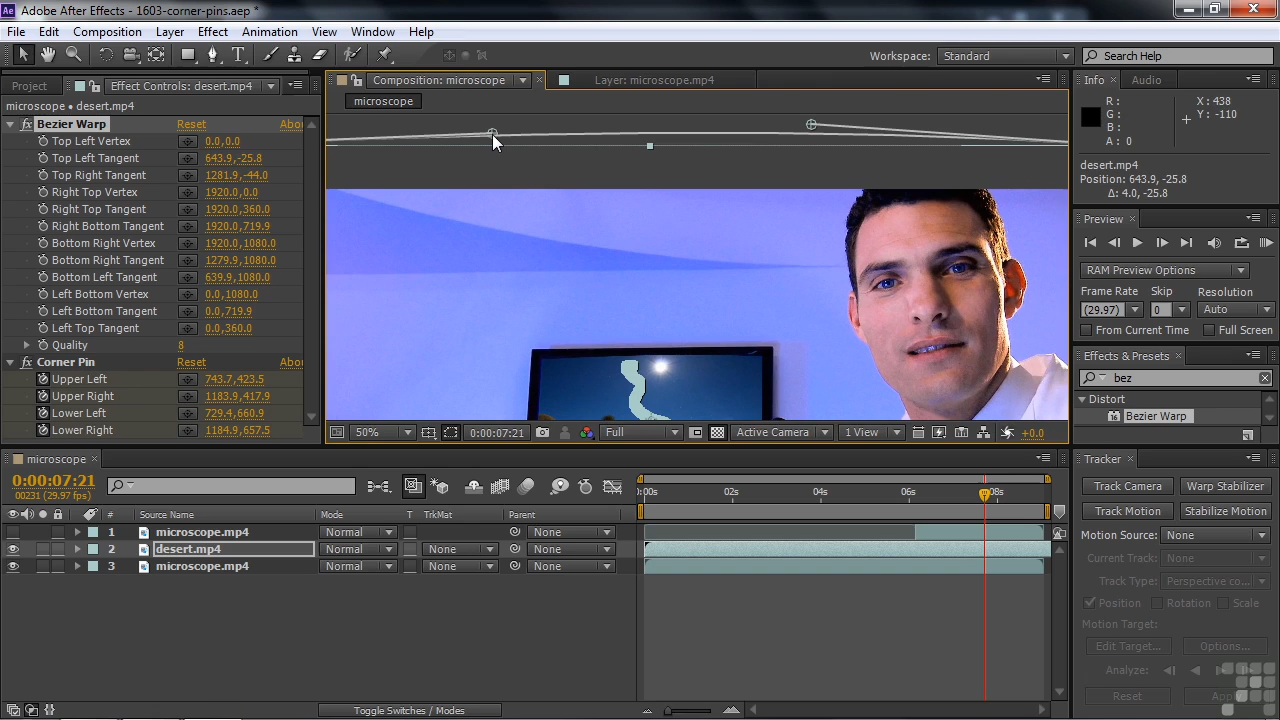 Adobe After Effects - 1603-corner-pins.aep *
File Edit Composition Layer Effect Animation View Window Help
Workspace: Standard Search Help
Project Effect Controls: desert.mp4 Composition: microscope Layer: microscope.mp4 Info Audio
microscope • desert.mp4
microscope
Bezier Warp Reset Abou
Top Left Vertex 0.0,0.0
Top Left Tangent 643.9,-25.8
Top Right Tangent 1281.9,-44.0
Right Top Vertex 1920.0,0.0
Right Top Tangent 1920.0,360.0
Right Bottom Tangent 1920.0,719.9
Bottom Right Vertex 1920.0,1080.0
Bottom Right Tangent 1279.9,1080.0
Bottom Left Tangent 639.9,1080.0
Left Bottom Vertex 0.0,1080.0
Left Bottom Tangent 0.0,719.9
Left Top Tangent 0.0,360.0
Quality 8
Corner Pin Reset Abou
Upper Left 743.7,423.5
Upper Right 1183.9,417.9
Lower Left 729.4,660.9
Lower Right 1184.9,657.5
50% 0:00:07:21 Full Active Camera 1 View +0.0
R : X : 438
G : Y : -110
B :
A : 0
desert.mp4
Position: 643.9, -25.8
Δ: 4.0, -25.8
Preview
RAM Preview Options
Frame Rate Skip Resolution
(29.97) 0 Auto
From Current Time Full Screen
Effects & Presets
bez
Distort
Bezier Warp
microscope
0:00:07:21
00231 (29.97 fps)
:00s 02s 04s 06s 08s
# Source Name Mode T TrkMat Parent
1 microscope.mp4 Normal None
2 desert.mp4 Normal None None
3 microscope.mp4 Normal None None
Toggle Switches / Modes
Tracker
Track Camera Warp Stabilizer
Track Motion Stabilize Motion
Motion Source: None
Current Track: None
Track Type: Perspective co...
Position Rotation Scale
Motion Target:
Edit Target... Options...
Analyze:
Reset Apply